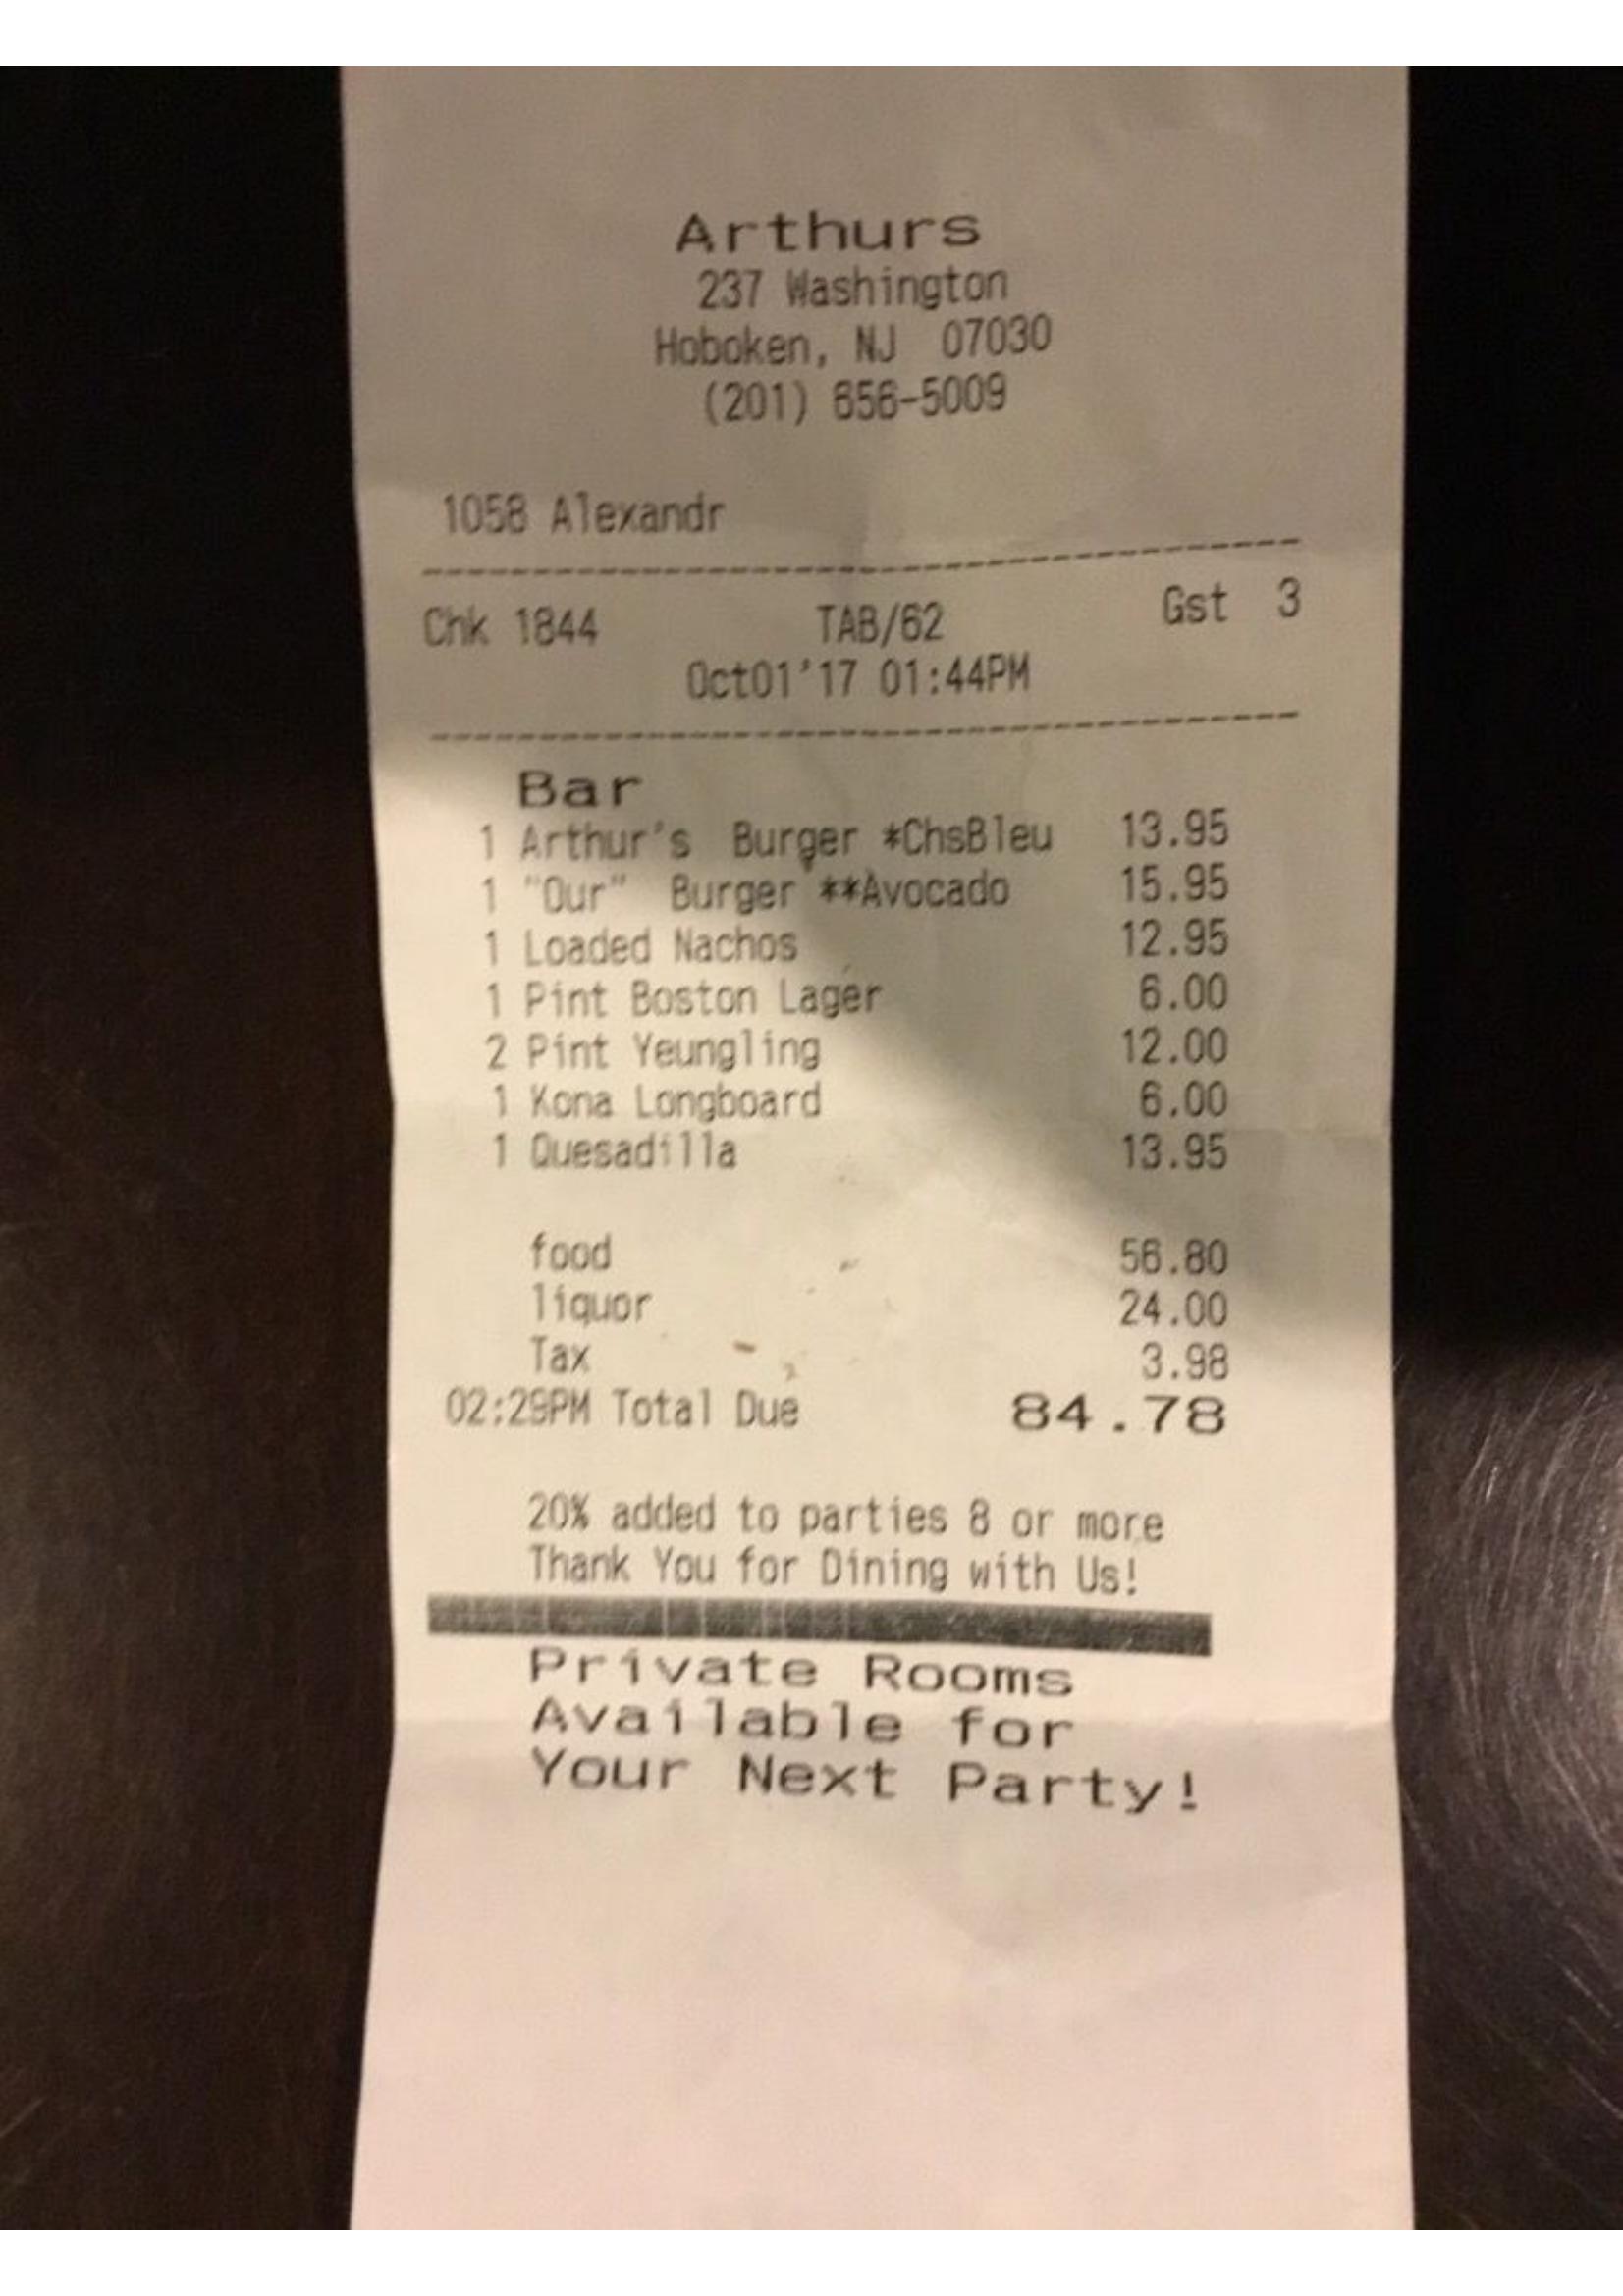 Arthurs
237 Washington
Hoboken, NJ 07030
(201) 656-5009
1058 Alexandr
Chk 1844 TAB/62 Gst 3
Oct01'17 01:44PM
Bar
1 Arthur's Burger *ChsBleu 13.95
1 "Our" Burger **Avocado 15.95
1 Loaded Nachos 12.95
1 Pint Boston Lager 6.00
2 Pint Yeungling 12.00
1 Kona Longboard 6.00
1 Quesadilla 13.95
food 56.80
liquor 24.00
Tax 3.98
02:29PM Total Due 84.78
20% added to parties 8 or more
Thank You for Dining with Us!
Private Rooms
Available for
Your Next Party!